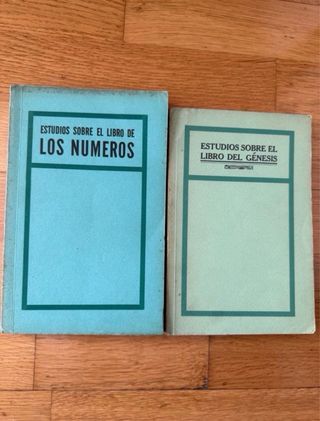 ESTUDIOS SOBRE EL LIBRO DE
LOS NUMEROS
ESTUDIOS SOBRE EL
LIBRO DEL GÉNESIS